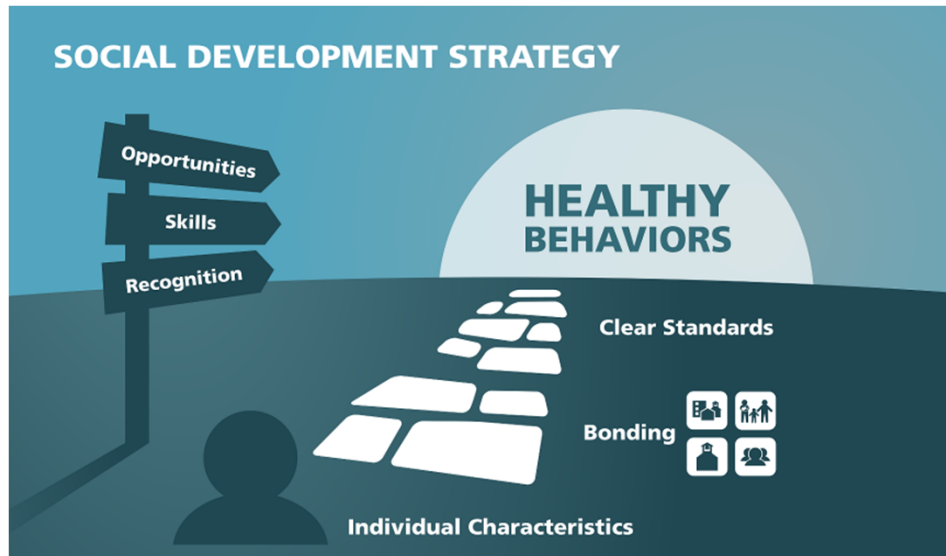 SOCIAL DEVELOPMENT STRATEGY
Opportunities
Skills
Recognition
HEALTHY
BEHAVIORS
Clear Standards
Bonding
Individual Characteristics